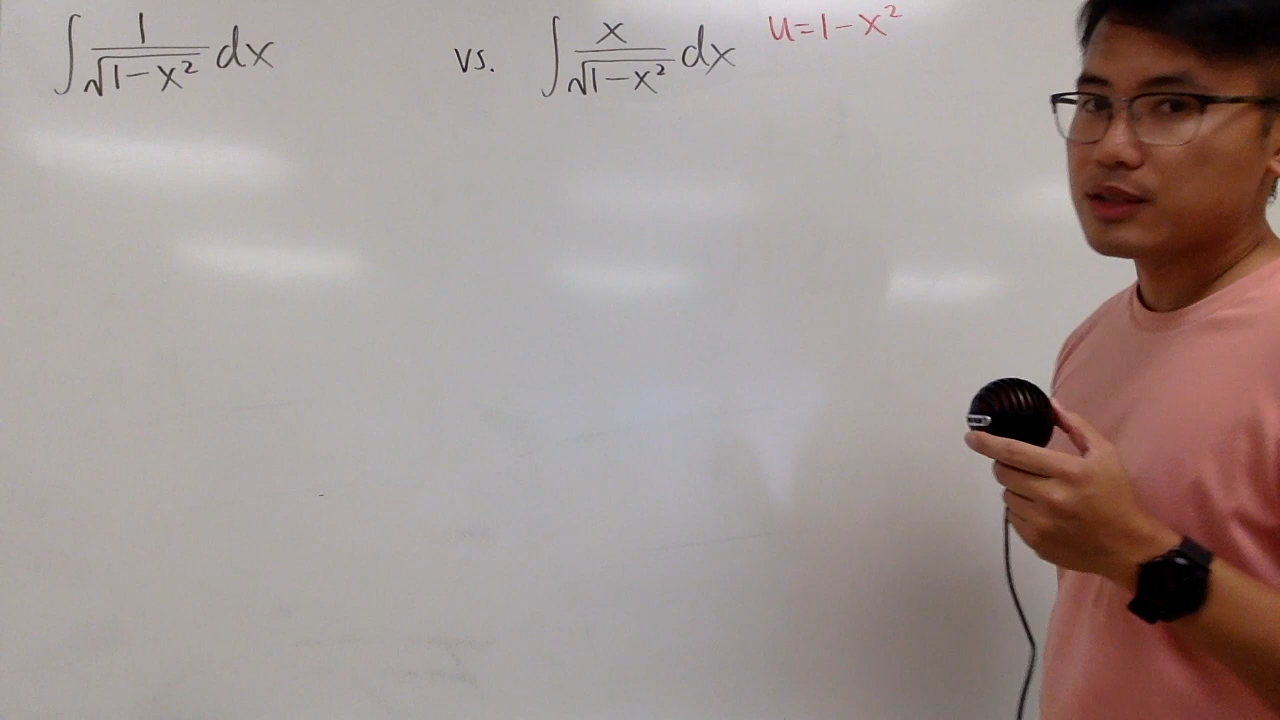 ∫ 1/√(1-x²) dx vs. ∫ x/√(1-x²) dx u=1-x²